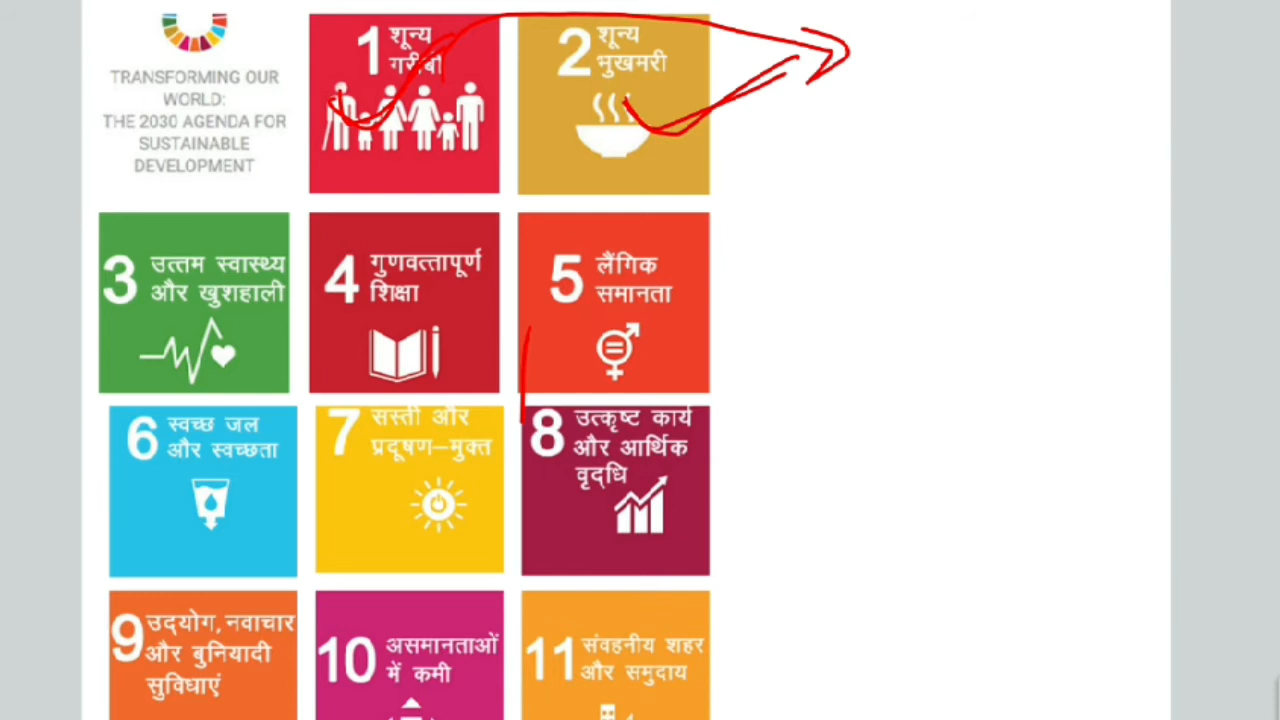 TRANSFORMING OUR
WORLD:
THE 2030 AGENDA FOR
SUSTAINABLE
DEVELOPMENT
1 शून्य
गरीबी
2 शून्य
भुखमरी
3 उत्तम स्वास्थ्य
और खुशहाली
4 गुणवत्तापूर्ण
शिक्षा
5 लैंगिक
समानता
6 स्वच्छ जल
और स्वच्छता
7 सस्ती और
प्रदूषण–मुक्त
8 उत्कृष्ट कार्य
और आर्थिक
वृद्धि
9 उद्योग, नवाचार
और बुनियादी
सुविधाएं
10 असमानताओं
में कमी
11 संवहनीय शहर
और समुदाय